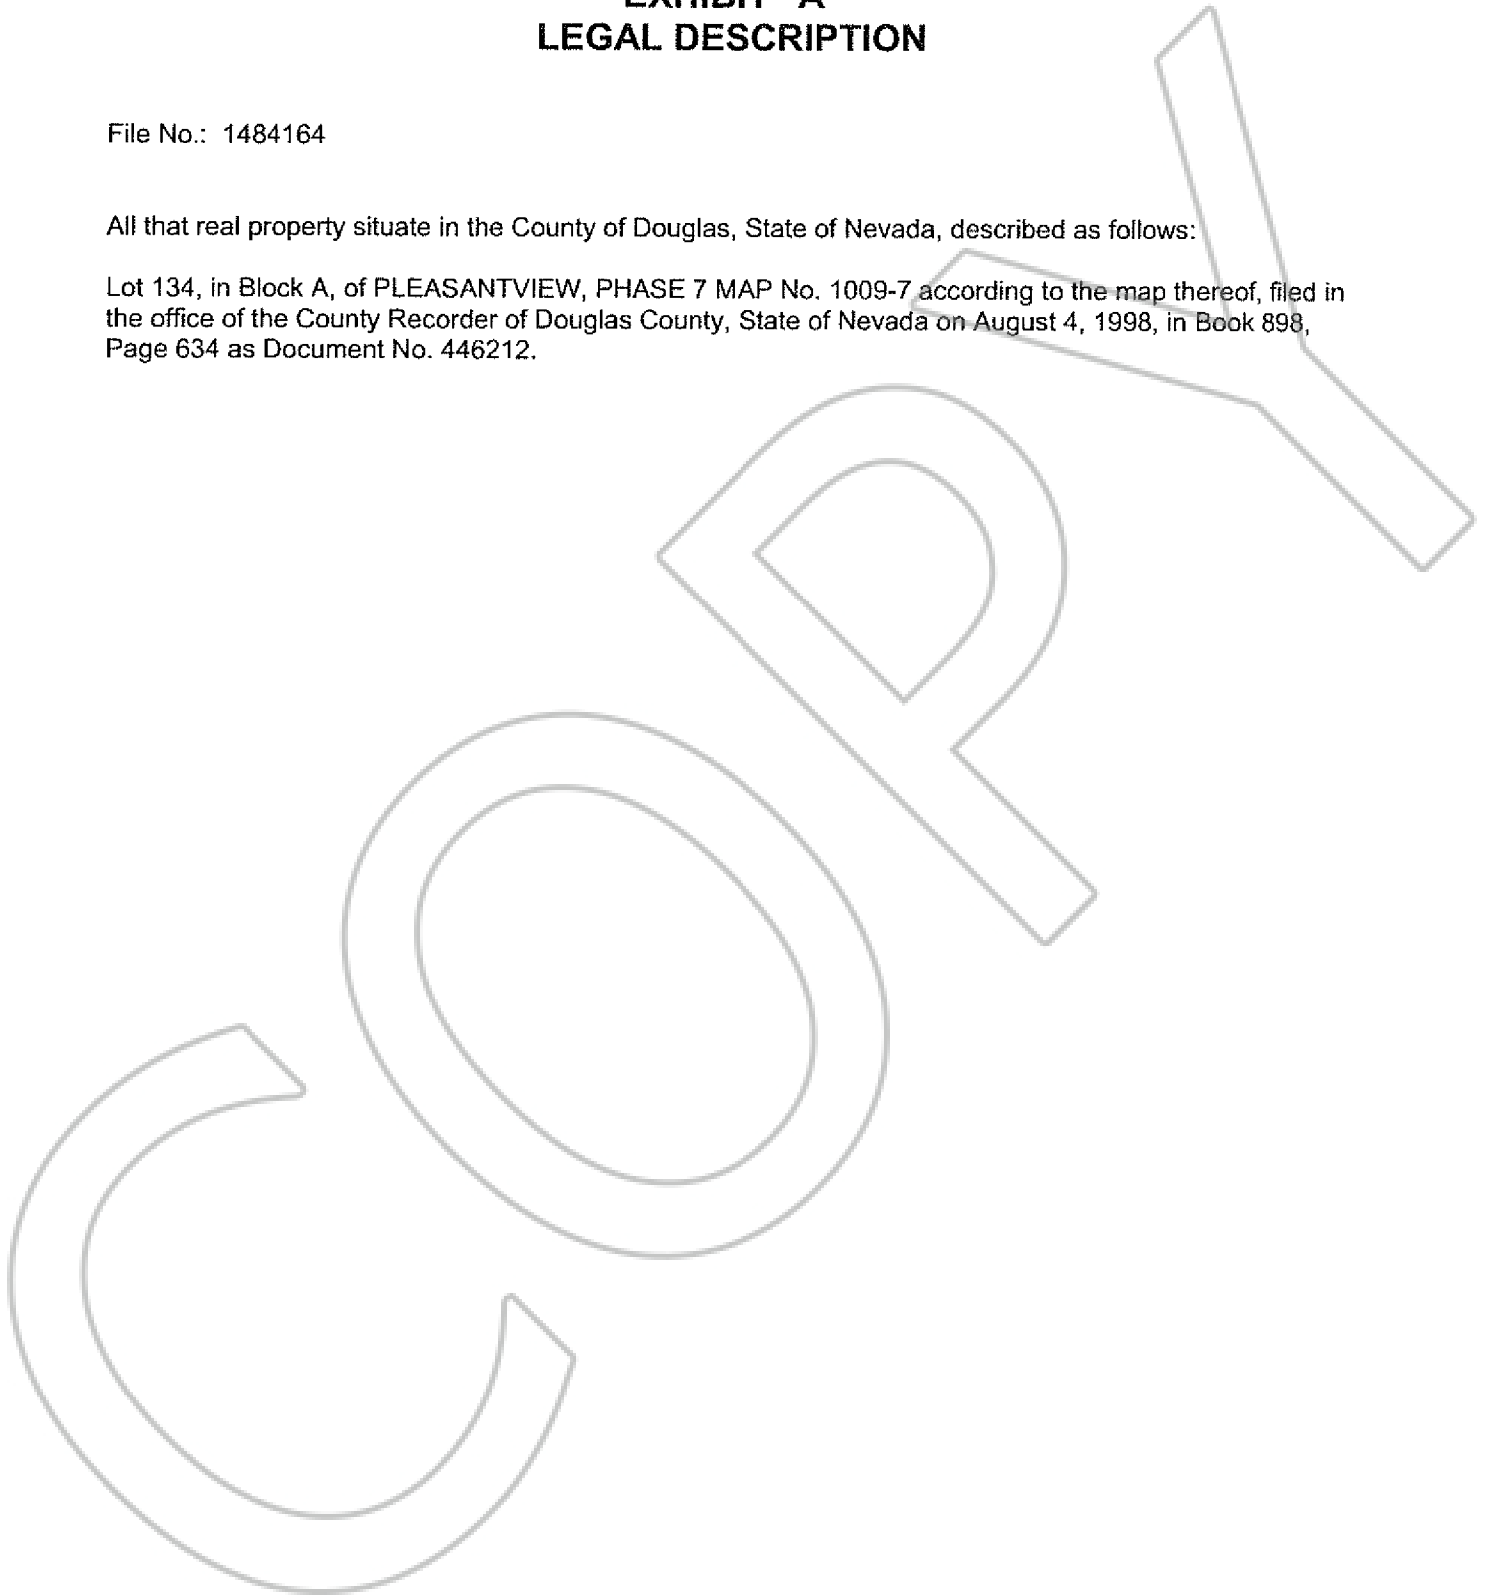 EXHIBIT "A"
LEGAL DESCRIPTION
File No.: 1484164
All that real property situate in the County of Douglas, State of Nevada, described as follows:
Lot 134, in Block A, of PLEASANTVIEW, PHASE 7 MAP No. 1009-7 according to the map thereof, filed in
the office of the County Recorder of Douglas County, State of Nevada on August 4, 1998, in Book 898,
Page 634 as Document No. 446212.
COPY